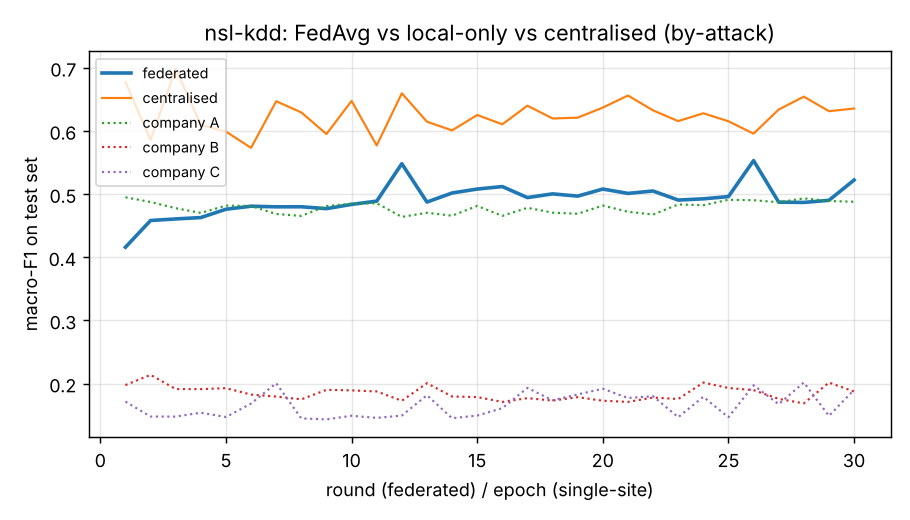 nsl-kdd: FedAvg vs local-only vs centralised (by-attack)
macro-F1 on test set
0.7
0.6
0.5
0.4
0.3
0.2
federated
centralised
company A
company B
company C
0 5 10 15 20 25 30
round (federated) / epoch (single-site)